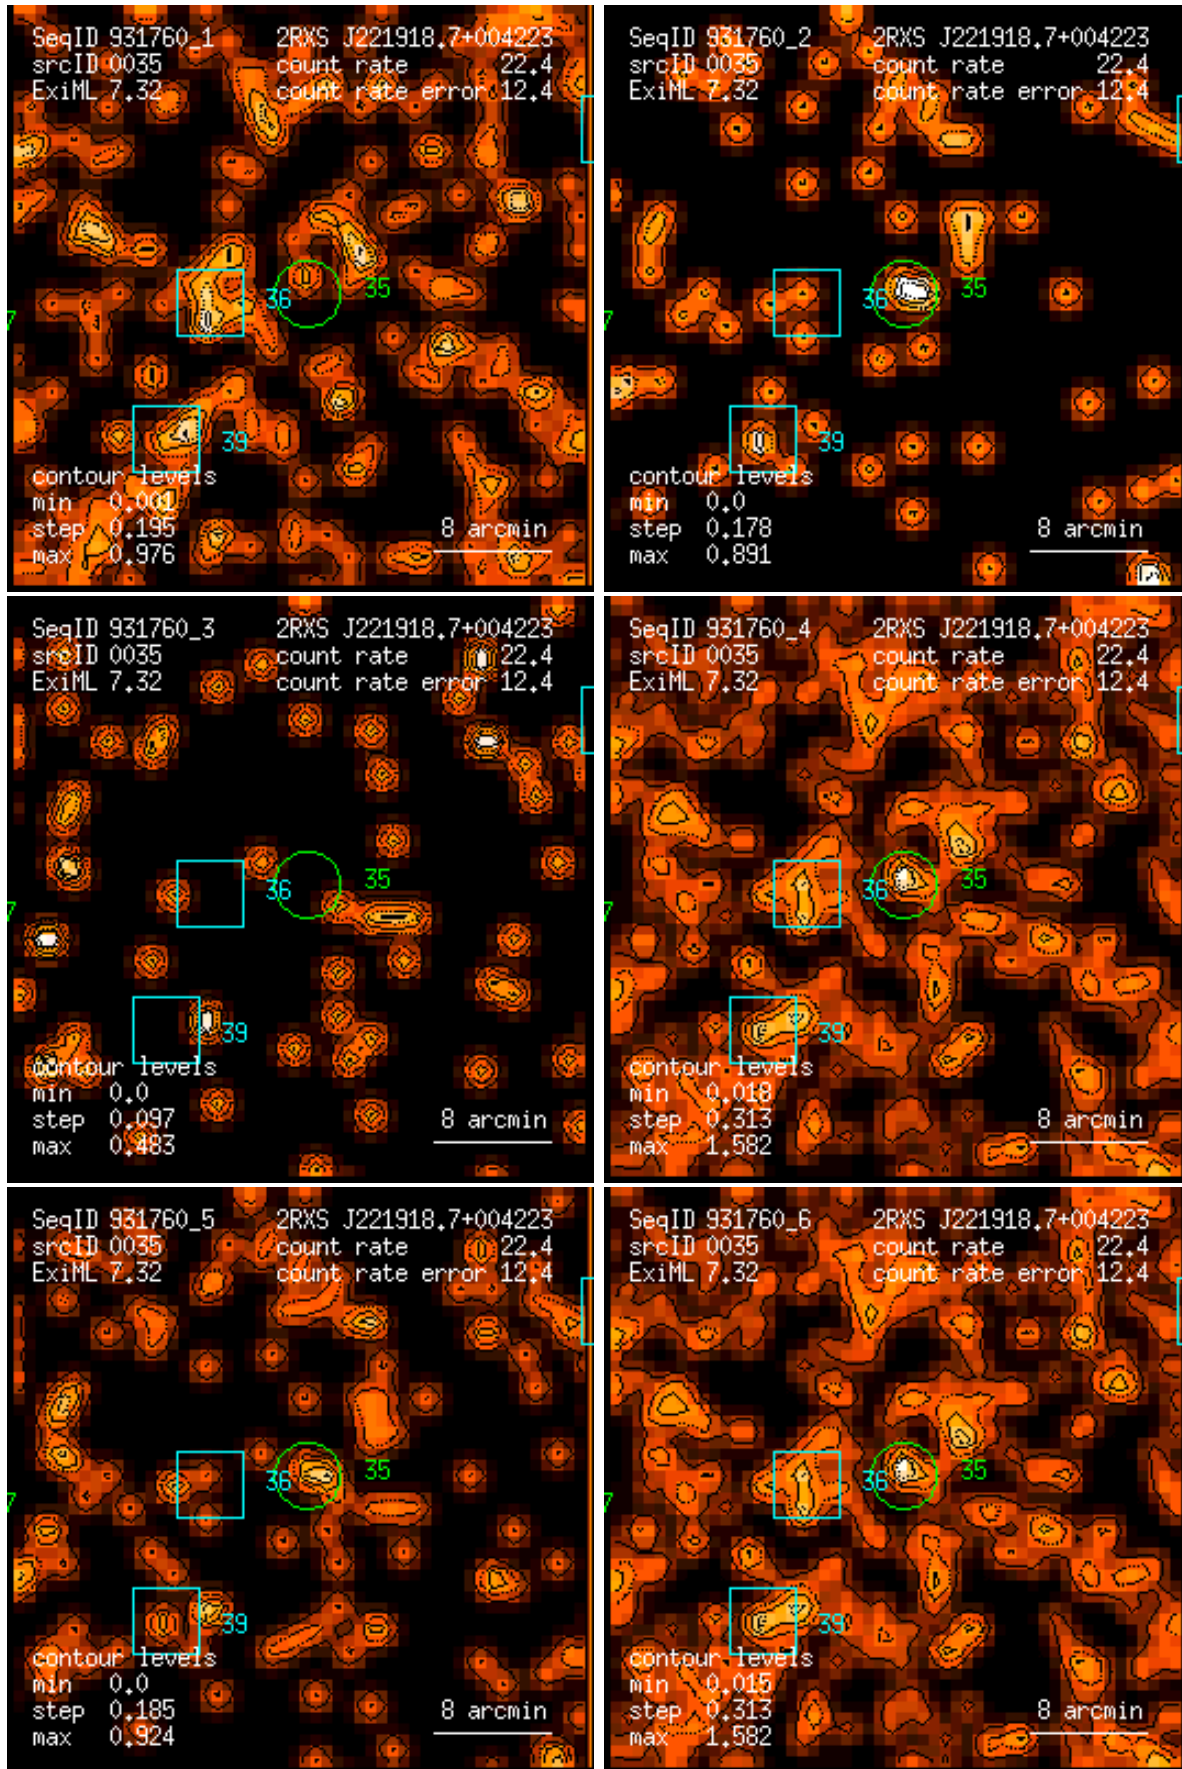 SeqID 931760_1 2RXS J221918.7+004223
srcID 0035 count rate 22.4
ExiML 7.32 count rate error 12.4
36 35
7
39
contour levels
min 0.001
step 0.195 8 arcmin
max 0.976
SeqID 931760_2 2RXS J221918.7+004223
srcID 0035 count rate 22.4
ExiML 7.32 count rate error 12.4
36 35
7
39
contour levels
min 0.0
step 0.178 8 arcmin
max 0.891
SeqID 931760_3 2RXS J221918.7+004223
srcID 0035 count rate 22.4
ExiML 7.32 count rate error 12.4
36 35
7
39
contour levels
min 0.0
step 0.097 8 arcmin
max 0.483
SeqID 931760_4 2RXS J221918.7+004223
srcID 0035 count rate 22.4
ExiML 7.32 count rate error 12.4
36 35
7
39
contour levels
min 0.018
step 0.313 8 arcmin
max 1.582
SeqID 931760_5 2RXS J221918.7+004223
srcID 0035 count rate 22.4
ExiML 7.32 count rate error 12.4
36 35
7
39
contour levels
min 0.0
step 0.185 8 arcmin
max 0.924
SeqID 931760_6 2RXS J221918.7+004223
srcID 0035 count rate 22.4
ExiML 7.32 count rate error 12.4
36 35
7
39
contour levels
min 0.015
step 0.313 8 arcmin
max 1.582